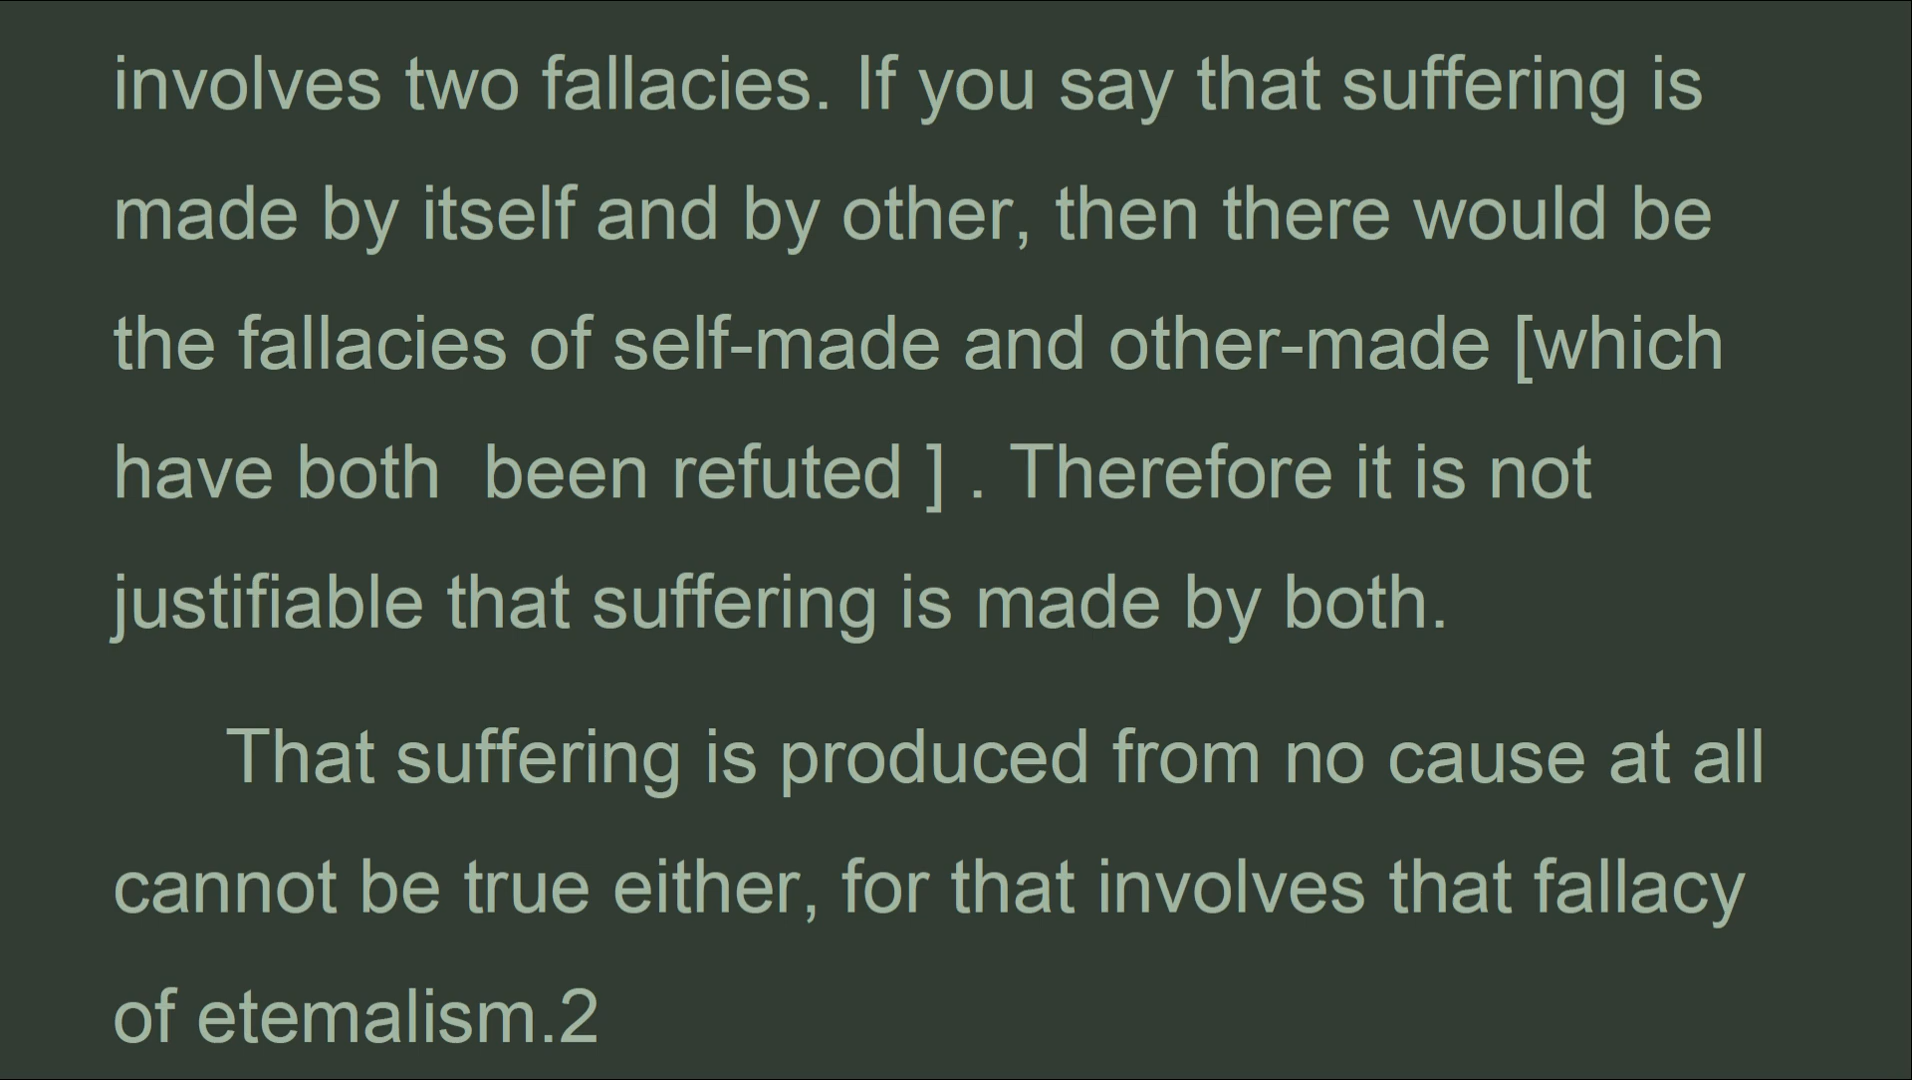 involves two fallacies. If you say that suffering is
made by itself and by other, then there would be
the fallacies of self-made and other-made [which
have both  been refuted ] . Therefore it is not
justifiable that suffering is made by both.
That suffering is produced from no cause at all
cannot be true either, for that involves that fallacy
of etemalism.2